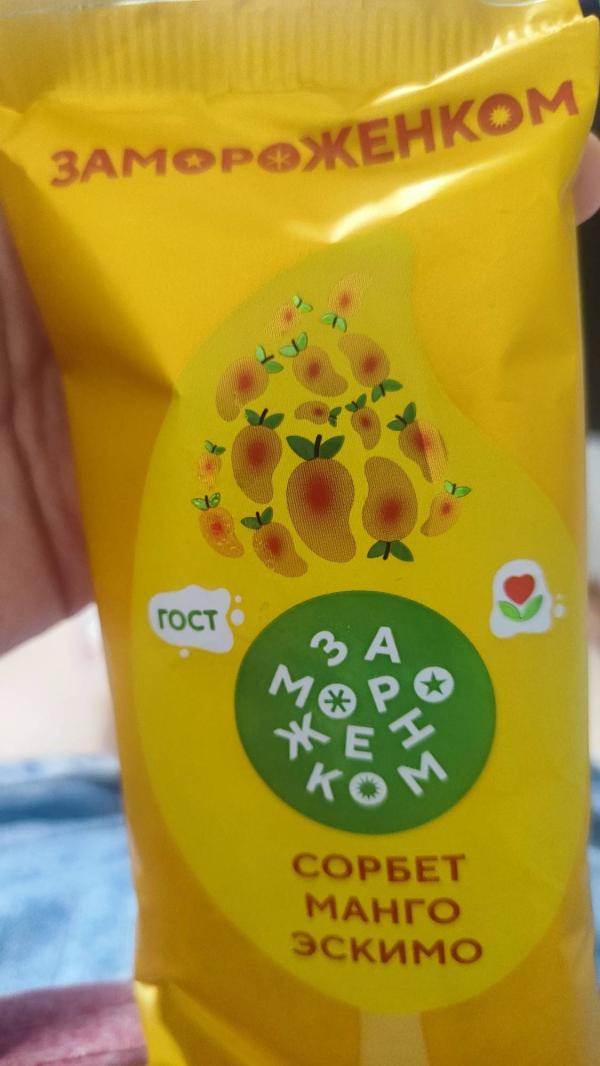 ЗАМОРОЖЕНКОМ
ГОСТ
ЗА
МОРО
ЖЕН
КОМ
СОРБЕТ
МАНГО
ЭСКИМО